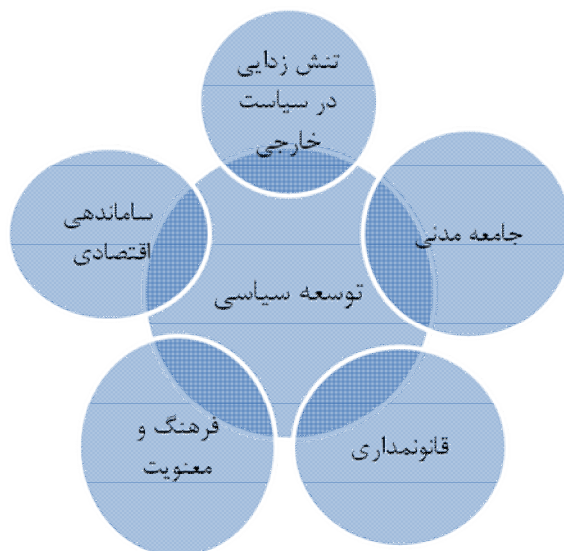 تنش زدایی
در سیاست
خارجی
جامعه مدنی
قانونمداری
فرهنگ و
معنویت
ساماندهی
اقتصادی
توسعه سیاسی